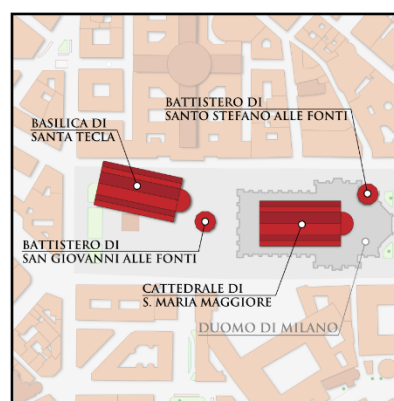 BATTISTERO DI
SANTO STEFANO ALLE FONTI
BASILICA DI
SANTA TECLA
BATTISTERO DI
SAN GIOVANNI ALLE FONTI
CATTEDRALE DI
S. MARIA MAGGIORE
DUOMO DI MILANO